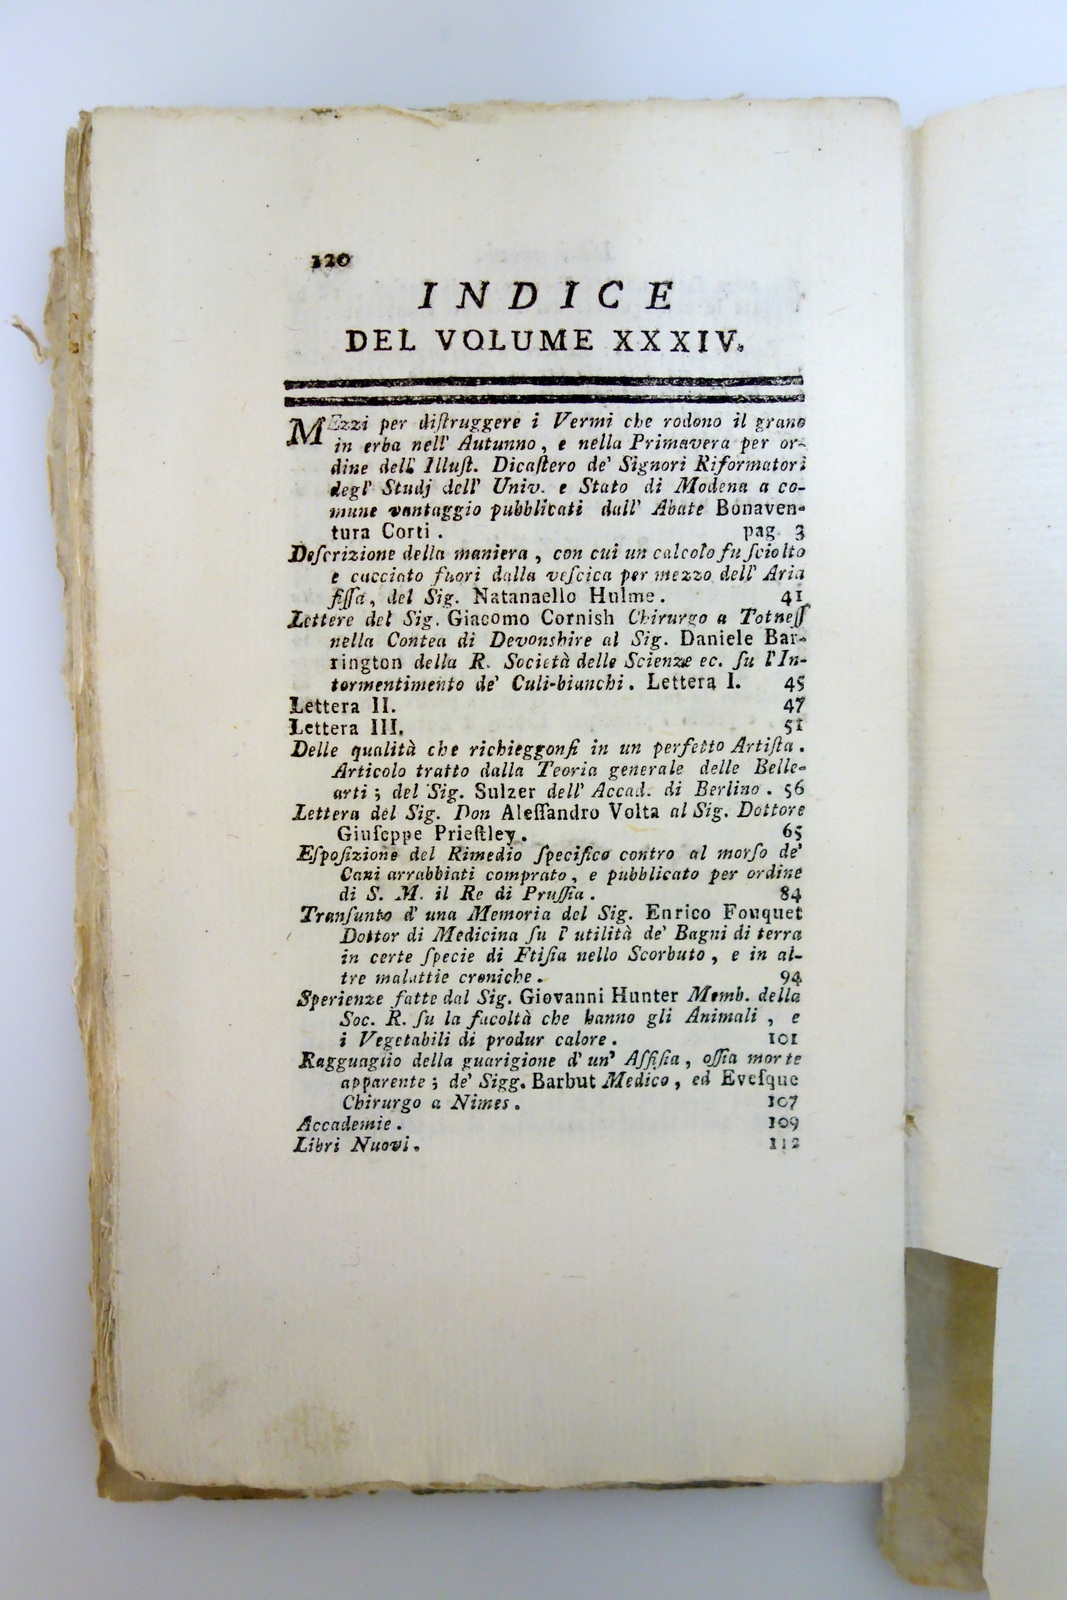 120
INDICE
DEL VOLUME XXXIV.
MEzzi per diſtruggere i Vermi che rodono il grano
in erba nell' Autunno, e nella Primavera per or-
dine dell' Illuſt. Dicaſtero de' Signori Riformatori
degl' Studj dell' Univ. e Stato di Modena a co-
mune vantaggio pubblicati dall' Abate Bonaven-
tura Corti. pag. 3
Deſcrizione della maniera, con cui un calcolo fu ſciolto
e cacciato fuori dalla veſcica per mezzo dell' Aria
fiſſa, del Sig. Natanaello Hulme. 41
Lettere del Sig. Giacomo Cornish Chirurgo a Totneſſ
nella Contea di Devonshire al Sig. Daniele Bar-
rington della R. Società delle Scienze ec. ſu l'In-
tormentimento de' Culi-bianchi. Lettera I. 45
Lettera II. 47
Lettera III. 51
Delle qualità che richieggonſi in un perfetto Artiſta.
Articolo tratto dalla Teoria generale delle Belle-
arti; del Sig. Sulzer dell' Accad. di Berlino. 56
Lettera del Sig. Don Aleſſandro Volta al Sig. Dottore
Giuſeppe Prieſtley. 65
Eſpoſizione del Rimedio ſpecifico contro al morſo de'
Cani arrabbiati comprato, e pubblicato per ordine
di S. M. il Re di Pruſſia. 84
Tranſunto d' una Memoria del Sig. Enrico Fouquet
Dottor di Medicina ſu l' utilità de' Bagni di terra
in certe ſpecie di Ftiſia nello Scorbuto, e in al-
tre malattie croniche. 94
Sperienze fatte dal Sig. Giovanni Hunter Memb. della
Soc. R. ſu la facoltà che hanno gli Animali, e
i Vegetabili di produr calore. 101
Ragguaglio della guarigione d' un' Aſſiſia, oſſia morte
apparente; de' Sigg. Barbut Medico, ed Eveſque
Chirurgo a Nimes. 107
Accademie. 109
Libri Nuovi. 112